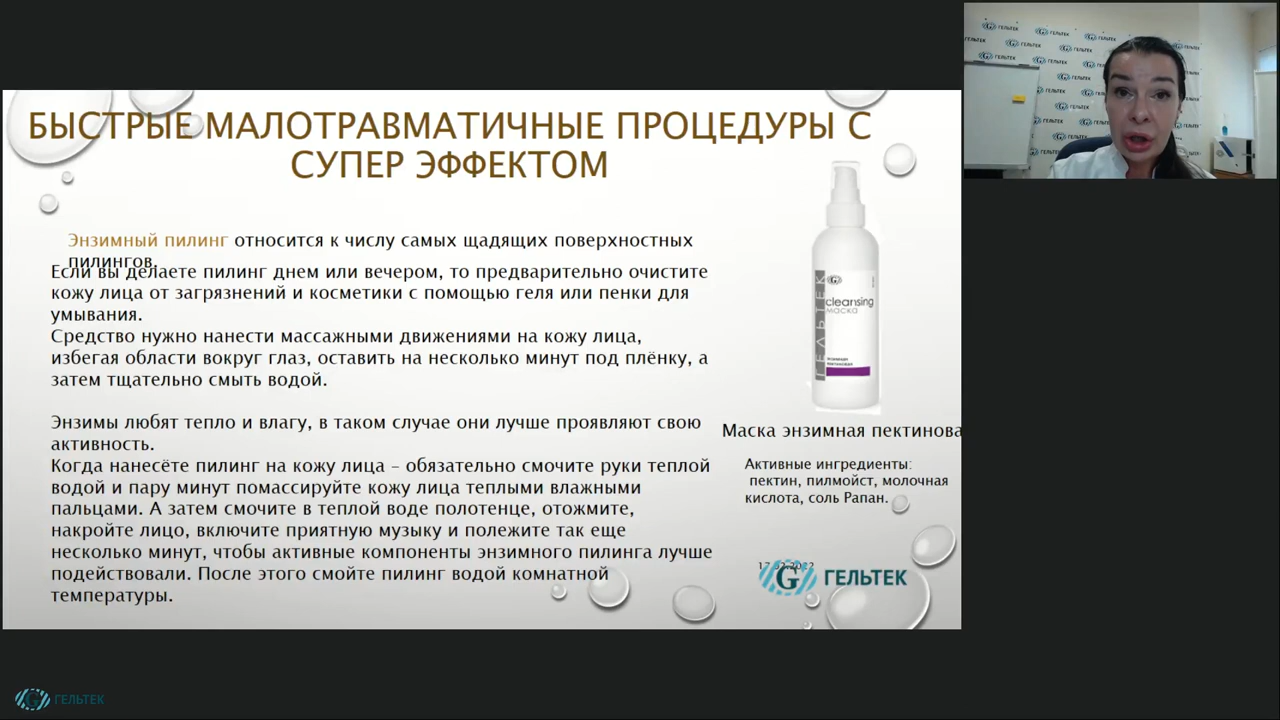 БЫСТРЫЕ МАЛОТРАВМАТИЧНЫЕ ПРОЦЕДУРЫ С
СУПЕР ЭФФЕКТОМ
Энзимный пилинг относится к числу самых щадящих поверхностных
пилингов.
Если вы делаете пилинг днем или вечером, то предварительно очистите
кожу лица от загрязнений и косметики с помощью геля или пенки для
умывания.
Средство нужно нанести массажными движениями на кожу лица,
избегая области вокруг глаз, оставить на несколько минут под плёнку, а
затем тщательно смыть водой.
Энзимы любят тепло и влагу, в таком случае они лучше проявляют свою
активность.
Когда нанесёте пилинг на кожу лица – обязательно смочите руки теплой
водой и пару минут помассируйте кожу лица теплыми влажными
пальцами. А затем смочите в теплой воде полотенце, отожмите,
накройте лицо, включите приятную музыку и полежите так еще
несколько минут, чтобы активные компоненты энзимного пилинга лучше
подействовали. После этого смойте пилинг водой комнатной
температуры.
ГЕЛЬТЕК
cleansing
маска
энзимная
пектиновая
Маска энзимная пектинова
Активные ингредиенты:
пектин, пилмойст, молочная
кислота, соль Рапан.
ГЕЛЬТЕК
ГЕЛЬТЕК
ГЕЛЬТЕК
ГЕЛЬТЕК
ГЕЛЬТЕК